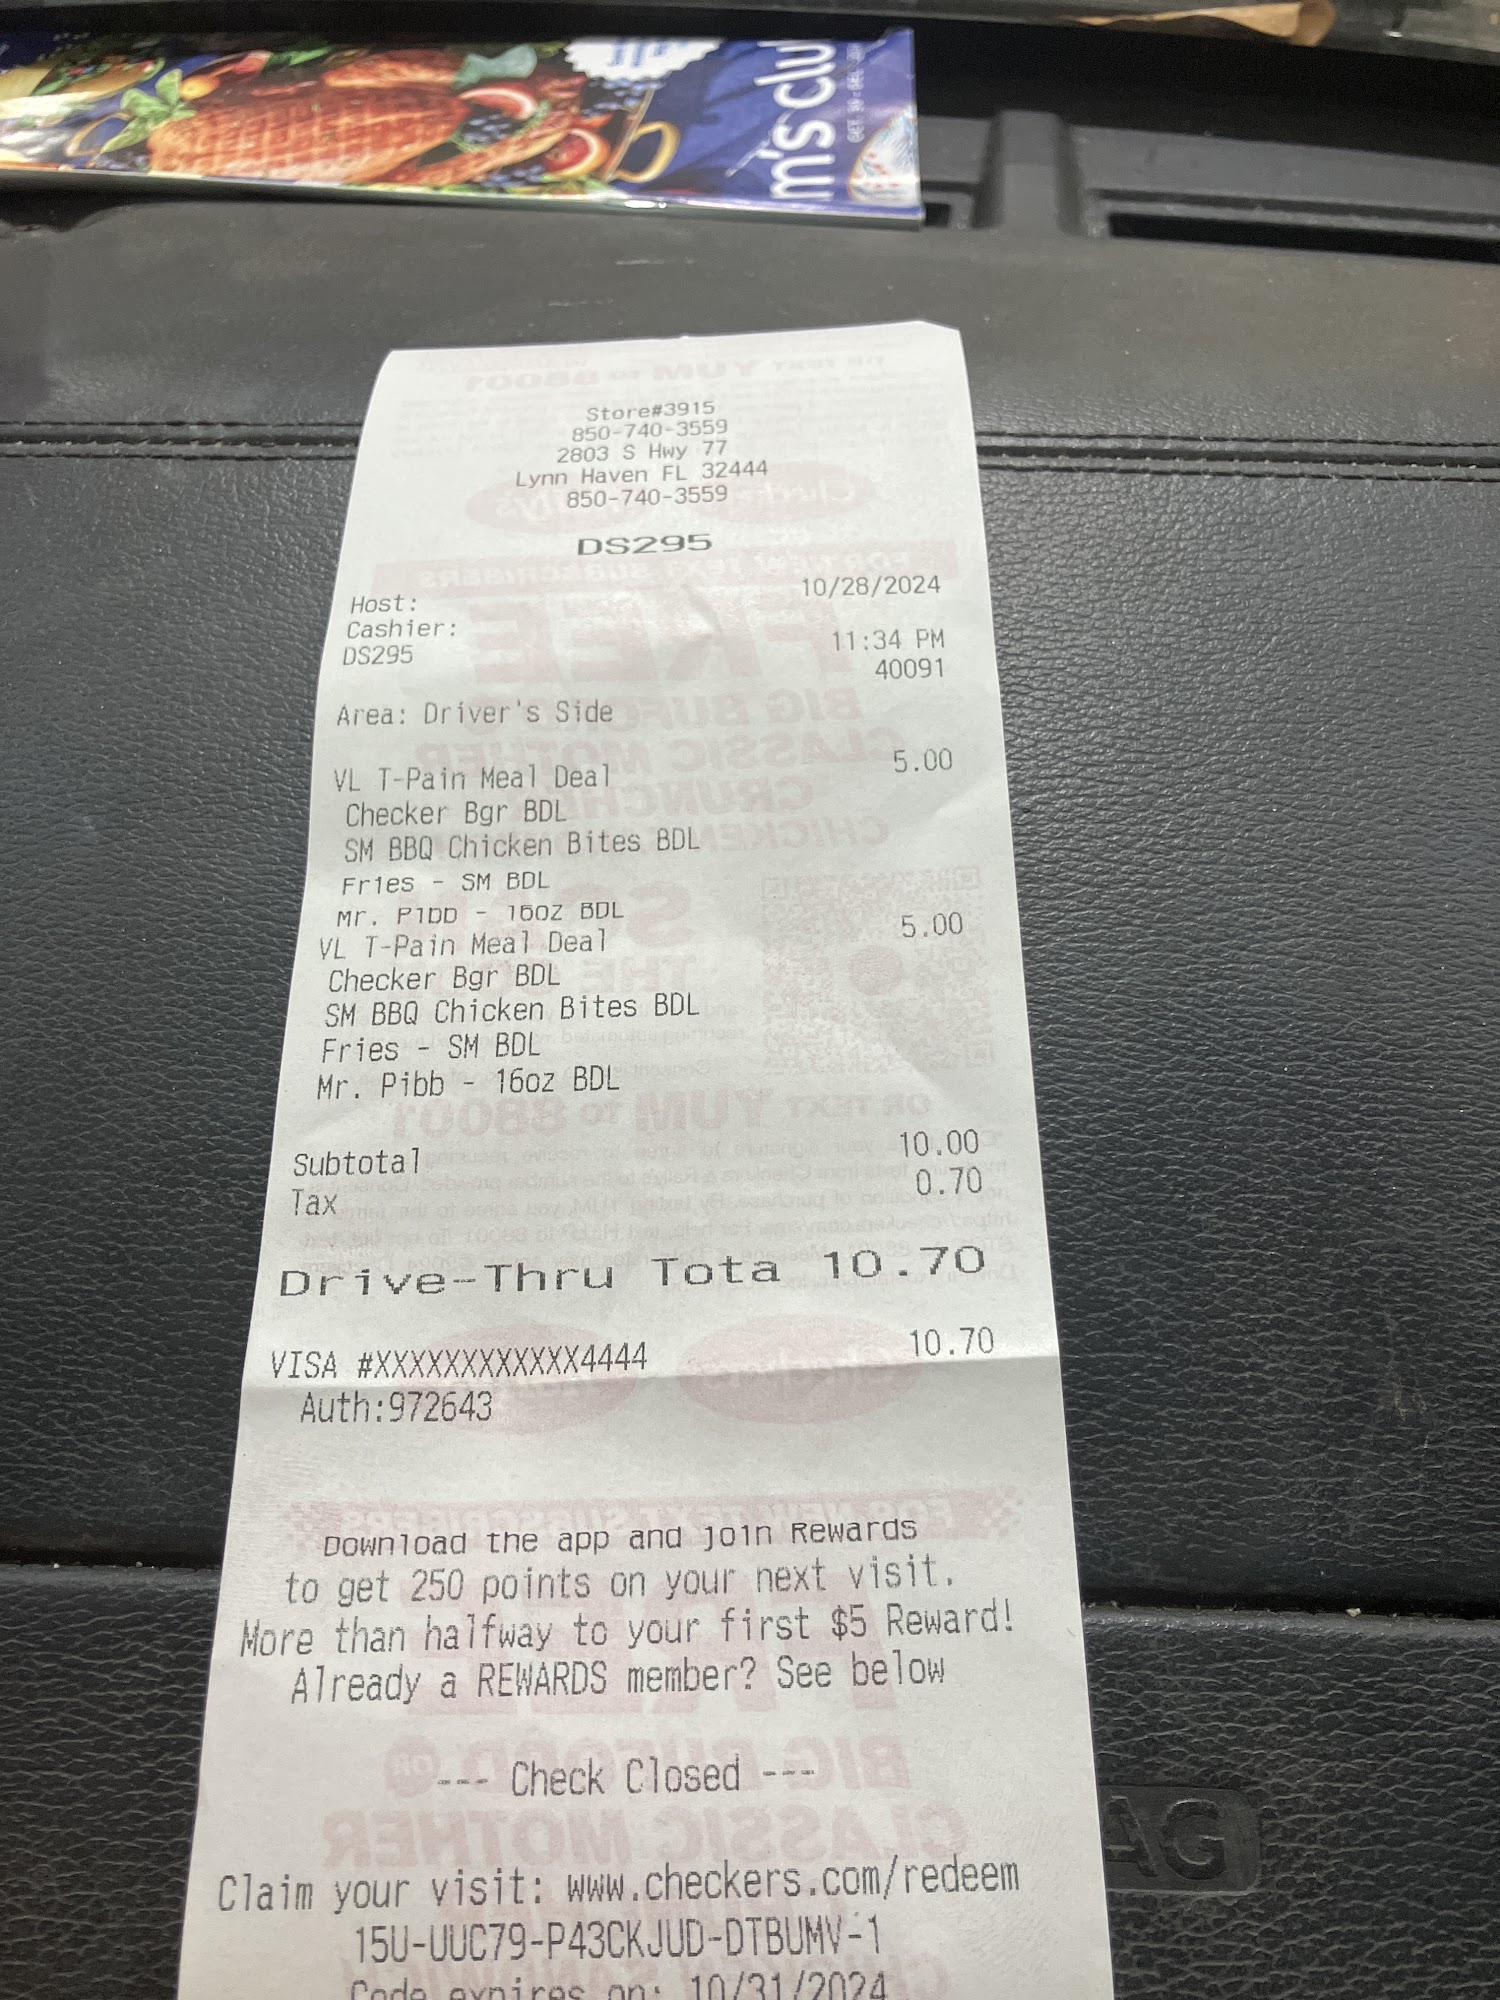 m's clu
Store#3915
850-740-3559
2803 S Hwy 77
Lynn Haven FL 32444
850-740-3559
DS295
10/28/2024
Host:
Cashier:
11:34 PM
DS295
40091
Area: Driver's Side
VL T-Pain Meal Deal 5.00
Checker Bgr BDL
SM BBQ Chicken Bites BDL
Fries - SM BDL
Mr. Pibb - 16oz BDL
VL T-Pain Meal Deal 5.00
Checker Bgr BDL
SM BBQ Chicken Bites BDL
Fries - SM BDL
Mr. Pibb - 16oz BDL
Subtotal 10.00
Tax 0.70
Drive-Thru Tota 10.70
VISA #XXXXXXXXXXXX4444 10.70
Auth:972643
Download the app and join Rewards
to get 250 points on your next visit.
More than halfway to your first $5 Reward!
Already a REWARDS member? See below
--- Check Closed ---
AG
Claim your visit: www.checkers.com/redeem
15U-UUC79-P43CKJUD-DTBUMV-1
Code expires on: 10/31/2024